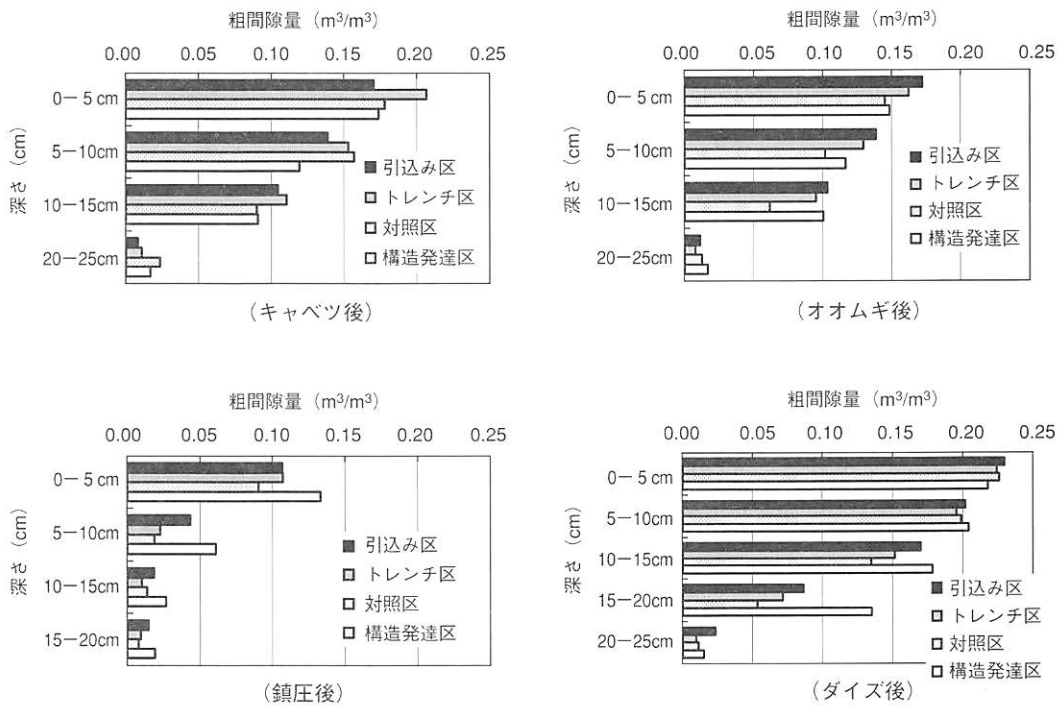 粗間隙量（m³/m³）
0.00 0.05 0.10 0.15 0.20 0.25
深さ（cm）
0－5 cm
5－10cm
10－15cm
20－25cm
引込み区
トレンチ区
対照区
構造発達区
（キャベツ後）
粗間隙量（m³/m³）
0.00 0.05 0.10 0.15 0.20 0.25
深さ（cm）
0－5 cm
5－10cm
10－15cm
20－25cm
引込み区
トレンチ区
対照区
構造発達区
（オオムギ後）
粗間隙量（m³/m³）
0.00 0.05 0.10 0.15 0.20 0.25
深さ（cm）
0－5 cm
5－10cm
10－15cm
15－20cm
引込み区
トレンチ区
対照区
構造発達区
（鎮圧後）
粗間隙量（m³/m³）
0.00 0.05 0.10 0.15 0.20 0.25
深さ（cm）
0－5 cm
5－10cm
10－15cm
15－20cm
20－25cm
引込み区
トレンチ区
対照区
構造発達区
（ダイズ後）